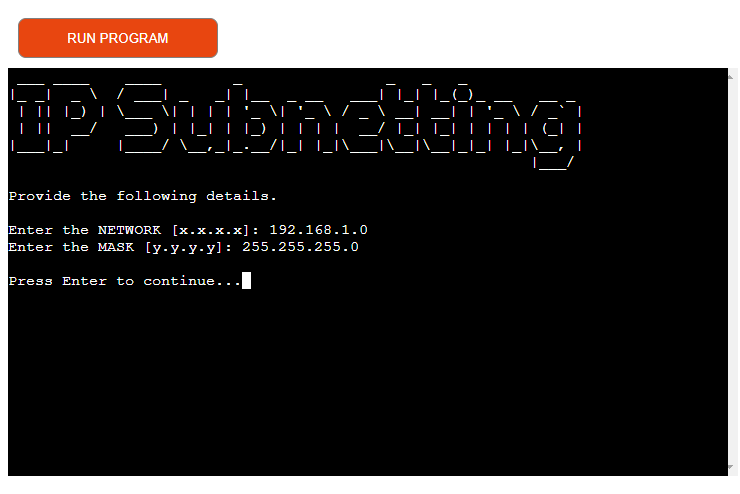 RUN PROGRAM
IP Subnetting
Provide the following details.
Enter the NETWORK [x.x.x.x]: 192.168.1.0
Enter the MASK [y.y.y.y]: 255.255.255.0
Press Enter to continue...